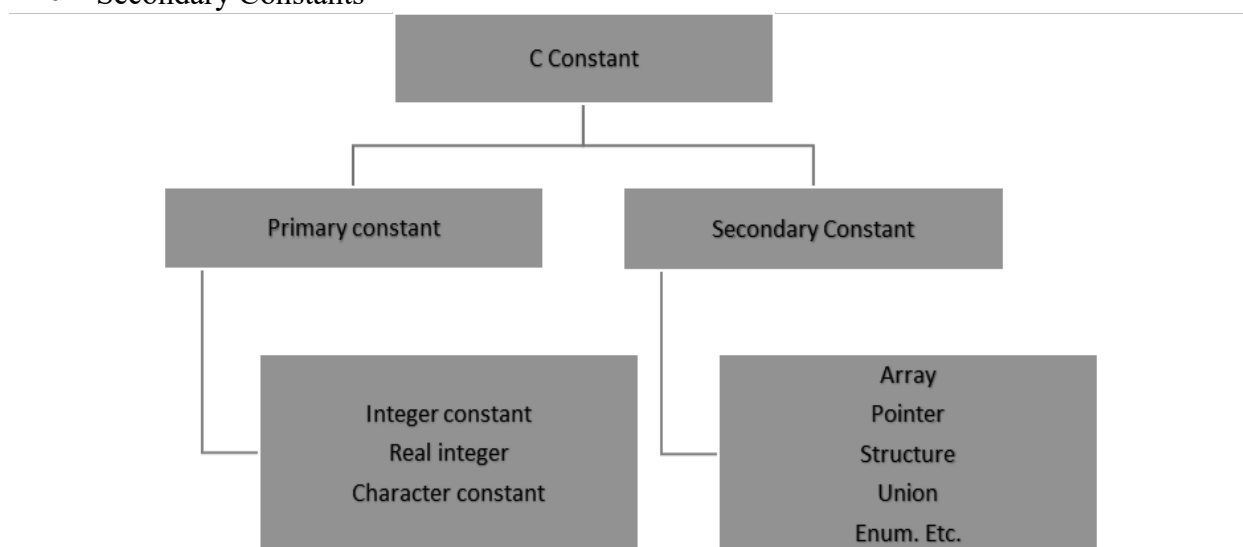 Secondary Constants
C Constant
Primary constant
Secondary Constant
Integer constant
Real integer
Character constant
Array
Pointer
Structure
Union
Enum. Etc.